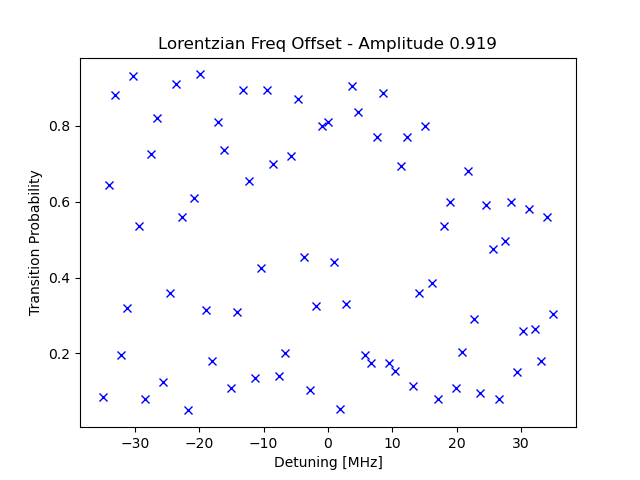 Lorentzian Freq Offset - Amplitude 0.919
Transition Probability
0.8
0.6
0.4
0.2
−30 −20 −10 0 10 20 30
Detuning [MHz]